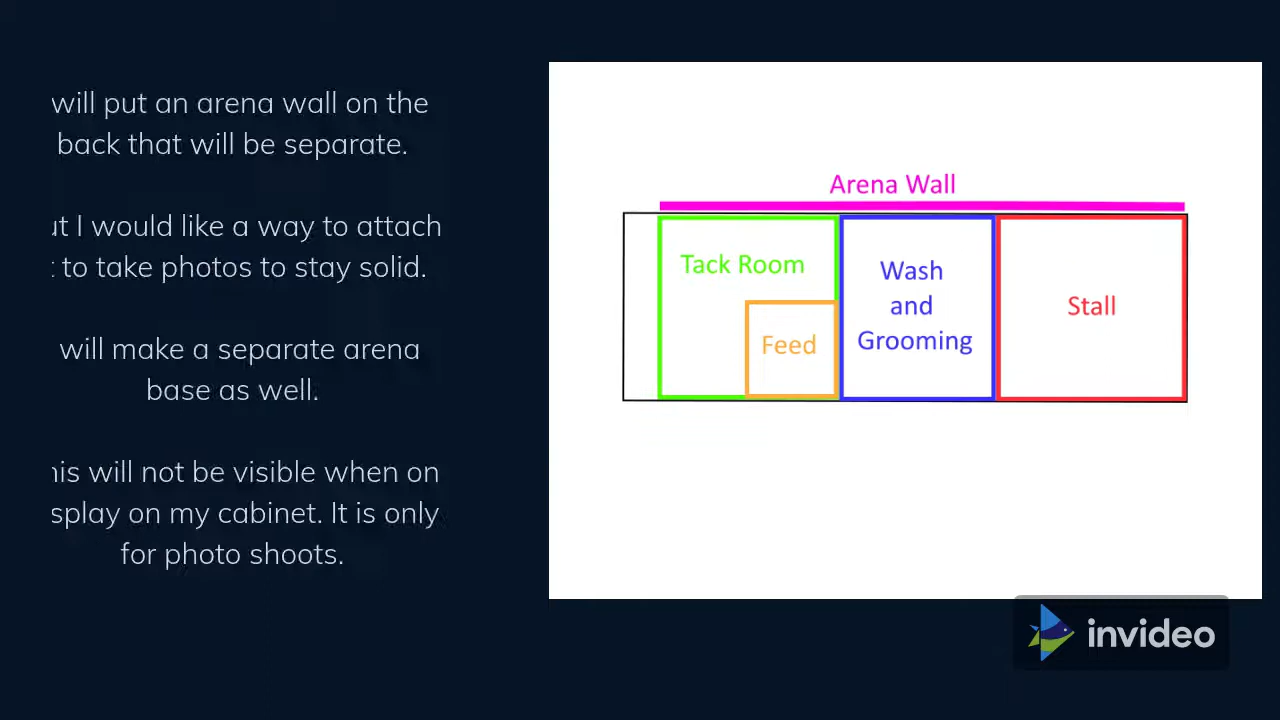 will put an arena wall on the
back that will be separate.
I would like a way to attach
to take photos to stay solid.
will make a separate arena
base as well.
will not be visible when on
on my cabinet. It is only
for photo shoots.
Arena Wall
Tack Room
Feed
Wash
and
Grooming
Stall
invideo